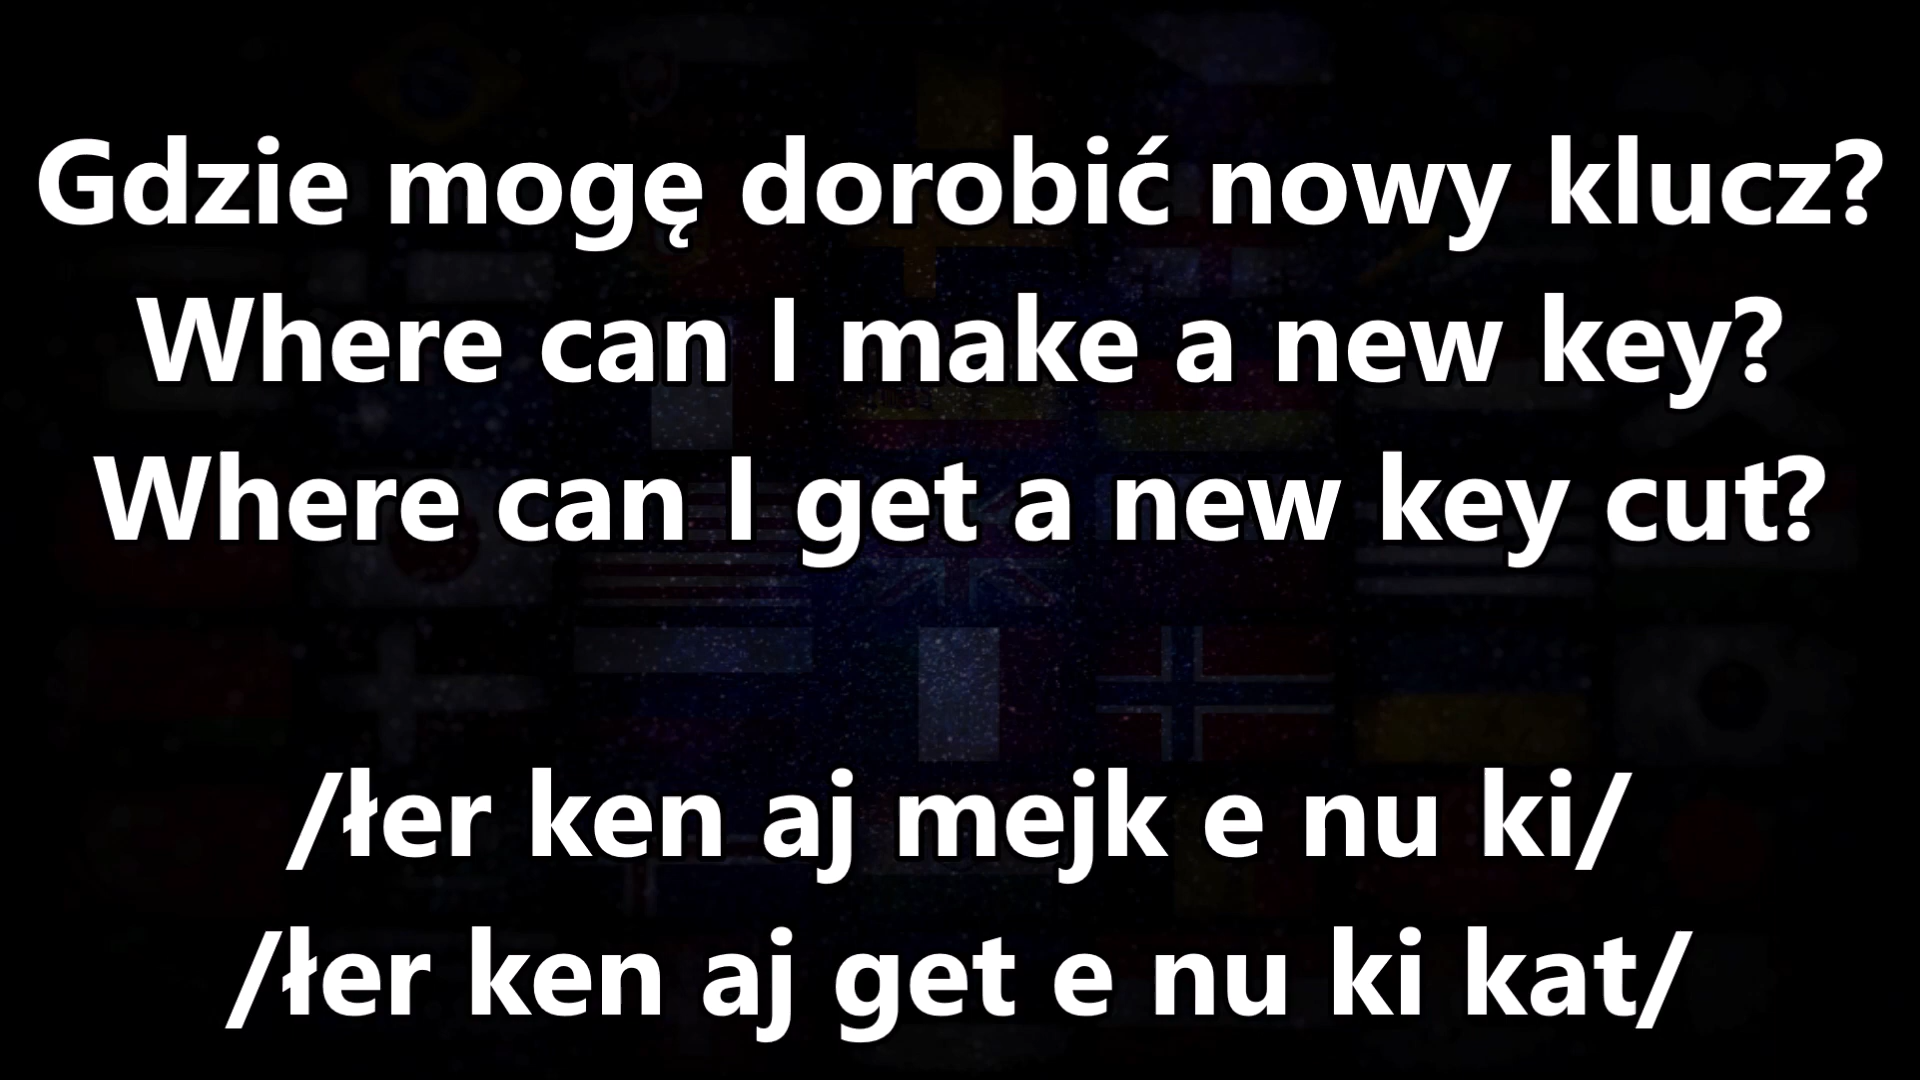 Gdzie mogę dorobić nowy klucz?
Where can I make a new key?
Where can I get a new key cut?
/łer ken aj mejk e nu ki/
/łer ken aj get e nu ki kat/